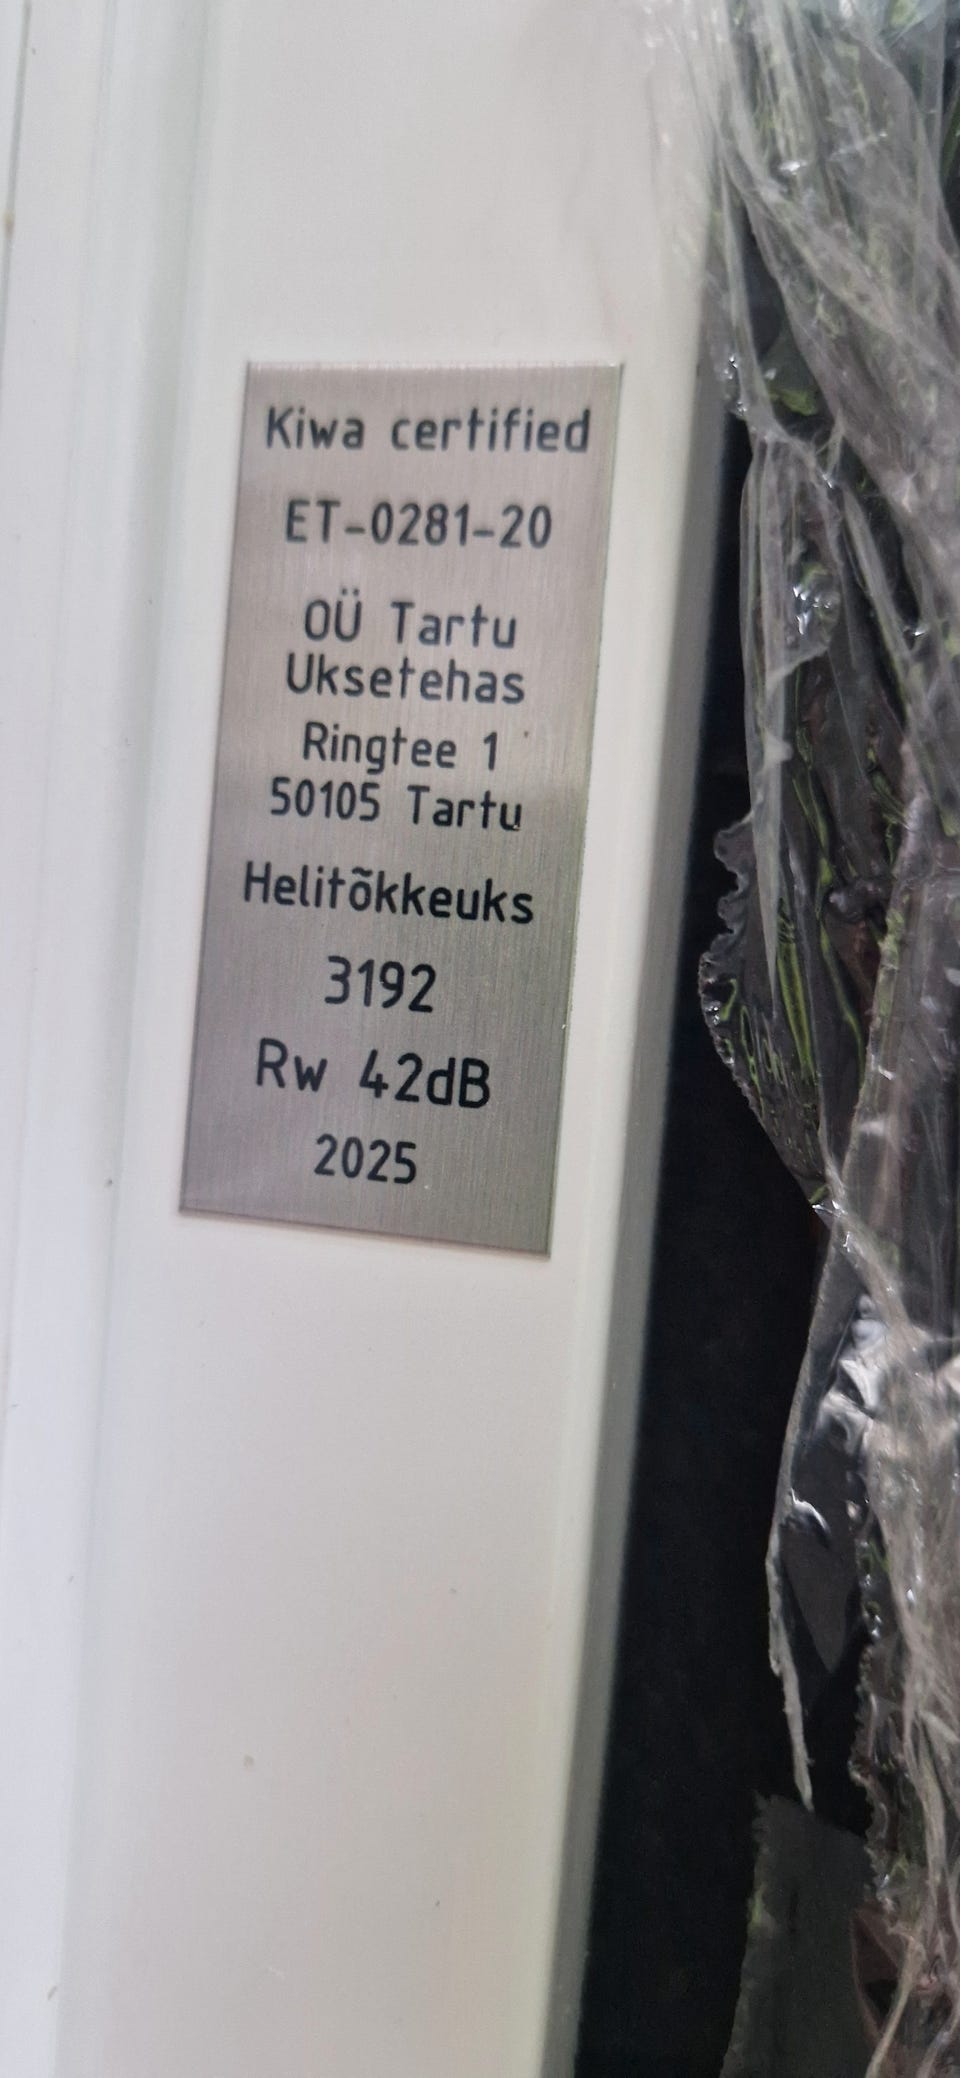 Kiwa certified
ET-0281-20
OÜ Tartu
Uksetehas
Ringtee 1
50105 Tartu
Helitõkkeuks
3192
Rw 42dB
2025